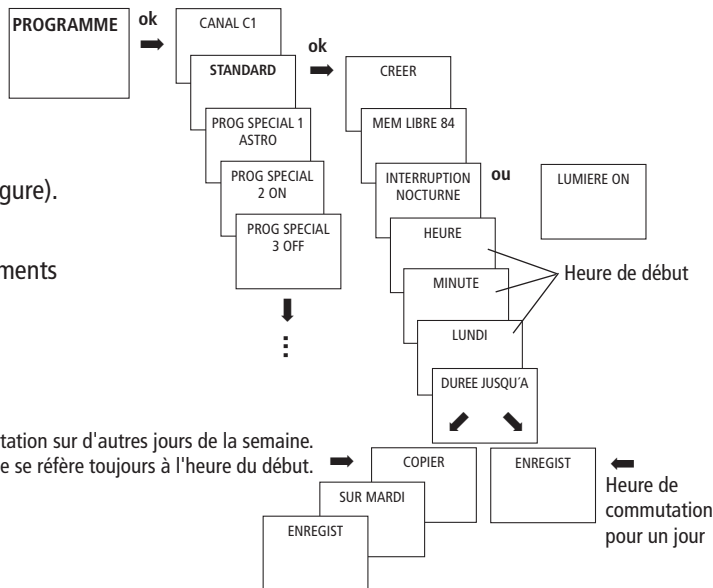 PROGRAMME
ok
CANAL C1
STANDARD
PROG SPECIAL 1
ASTRO
PROG SPECIAL
2 ON
PROG SPECIAL
3 OFF
ok
CREER
MEM LIBRE 84
INTERRUPTION
NOCTURNE
ou
LUMIERE ON
HEURE
MINUTE
LUNDI
Heure de début
DUREE JUSQU´A
gure).
ments
tation sur d'autres jours de la semaine.
e se réfère toujours à l'heure du début.
COPIER
SUR MARDI
ENREGIST
ENREGIST
Heure de
commutation
pour un jour